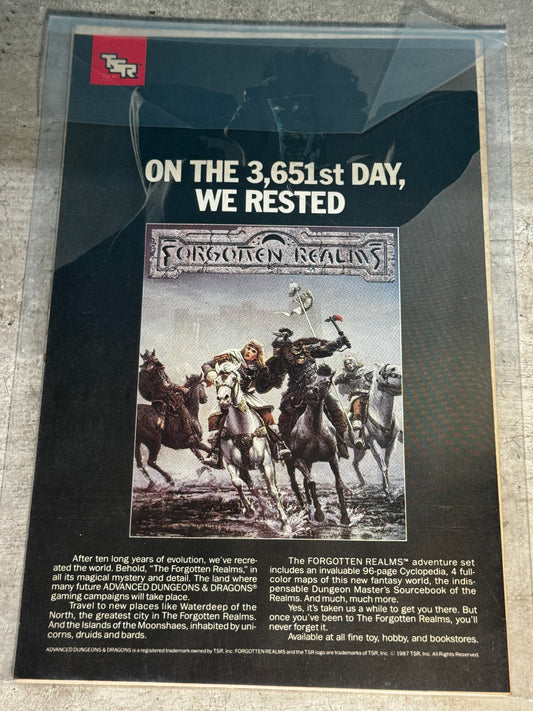 TSR
ON THE 3,651st DAY,
WE RESTED
FORGOTTEN REALMS
After ten long years of evolution, we've recre-
ated the world. Behold, "The Forgotten Realms," in
all its magical mystery and detail. The land where
many future ADVANCED DUNGEONS & DRAGONS®
gaming campaigns will take place.
Travel to new places like Waterdeep of the
North, the greatest city in The Forgotten Realms.
And the Islands of the Moonshaes, inhabited by uni-
corns, druids and bards.
The FORGOTTEN REALMS™ adventure set
includes an invaluable 96-page Cyclopedia, 4 full-
color maps of this new fantasy world, the indis-
pensable Dungeon Master's Sourcebook of the
Realms. And much, much more.
Yes, it's taken us a while to get you there. But
once you've been to The Forgotten Realms, you'll
never forget it.
Available at all fine toy, hobby, and bookstores.
ADVANCED DUNGEONS & DRAGONS is a registered trademark owned by TSR, Inc. FORGOTTEN REALMS and the TSR logo are trademarks of TSR, Inc. © 1987 TSR, Inc. All Rights Reserved.